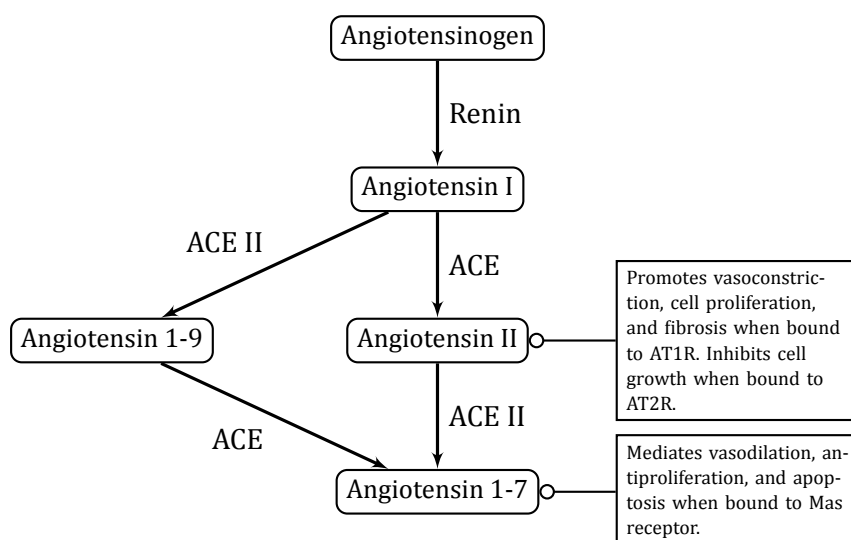 Angiotensinogen
Renin
Angiotensin I
ACE II
ACE
Angiotensin 1-9
Angiotensin II
Promotes vasoconstric-
tion, cell proliferation,
and fibrosis when bound
to AT1R. Inhibits cell
growth when bound to
AT2R.
ACE
ACE II
Angiotensin 1-7
Mediates vasodilation, an-
tiproliferation, and apop-
tosis when bound to Mas
receptor.